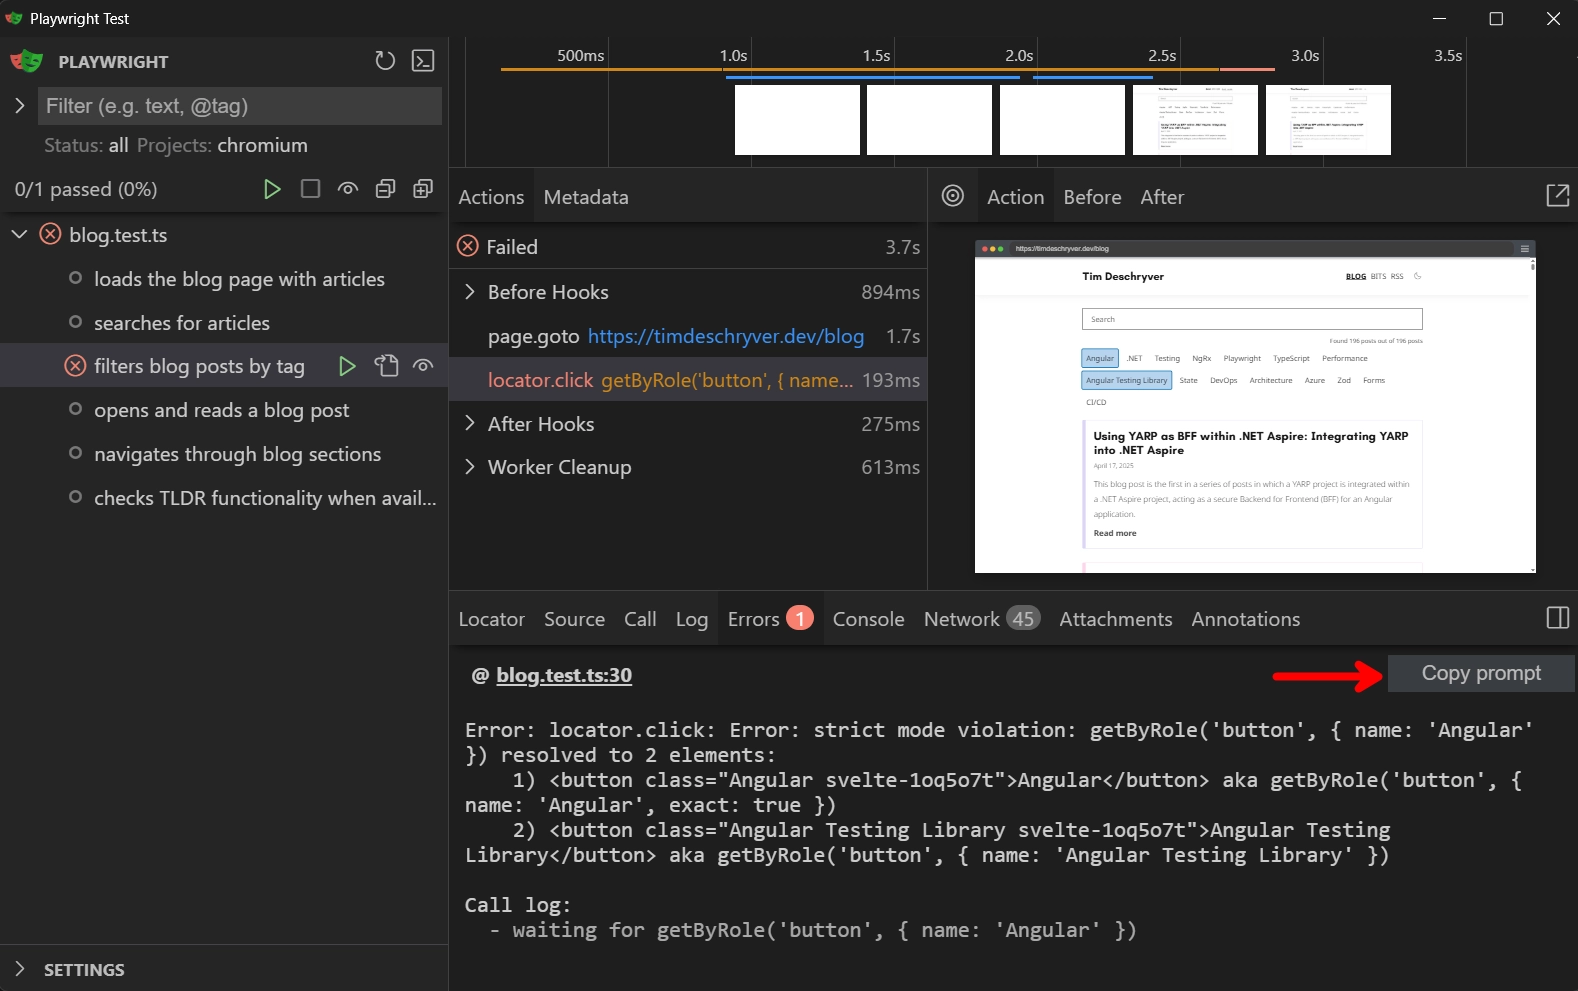 Playwright Test
PLAYWRIGHT
Filter (e.g. text, @tag)
Status: all Projects: chromium
0/1 passed (0%)
blog.test.ts
loads the blog page with articles
searches for articles
filters blog posts by tag
opens and reads a blog post
navigates through blog sections
checks TLDR functionality when avail...
SETTINGS
500ms 1.0s 1.5s 2.0s 2.5s 3.0s 3.5s
Actions Metadata
Failed 3.7s
Before Hooks 894ms
page.goto https://timdeschryver.dev/blog 1.7s
locator.click getByRole('button', { name... 193ms
After Hooks 275ms
Worker Cleanup 613ms
Action Before After
https://timdeschryver.dev/blog
Tim Deschryver BLOG BITS RSS
Search
Found 196 posts out of 196 posts
Angular .NET Testing NgRx Playwright TypeScript Performance
Angular Testing Library State DevOps Architecture Azure Zod Forms
CI/CD
Using YARP as BFF within .NET Aspire: Integrating YARP
into .NET Aspire
April 17, 2025
This blog post is the first in a series of posts in which a YARP project is integrated within
a .NET Aspire project, acting as a secure Backend for Frontend (BFF) for an Angular
application.
Read more
Locator Source Call Log Errors 1 Console Network 45 Attachments Annotations
@ blog.test.ts:30
Copy prompt
Error: locator.click: Error: strict mode violation: getByRole('button', { name: 'Angular'
}) resolved to 2 elements:
1) <button class="Angular svelte-1oq5o7t">Angular</button> aka getByRole('button', {
name: 'Angular', exact: true })
2) <button class="Angular Testing Library svelte-1oq5o7t">Angular Testing
Library</button> aka getByRole('button', { name: 'Angular Testing Library' })
Call log:
- waiting for getByRole('button', { name: 'Angular' })